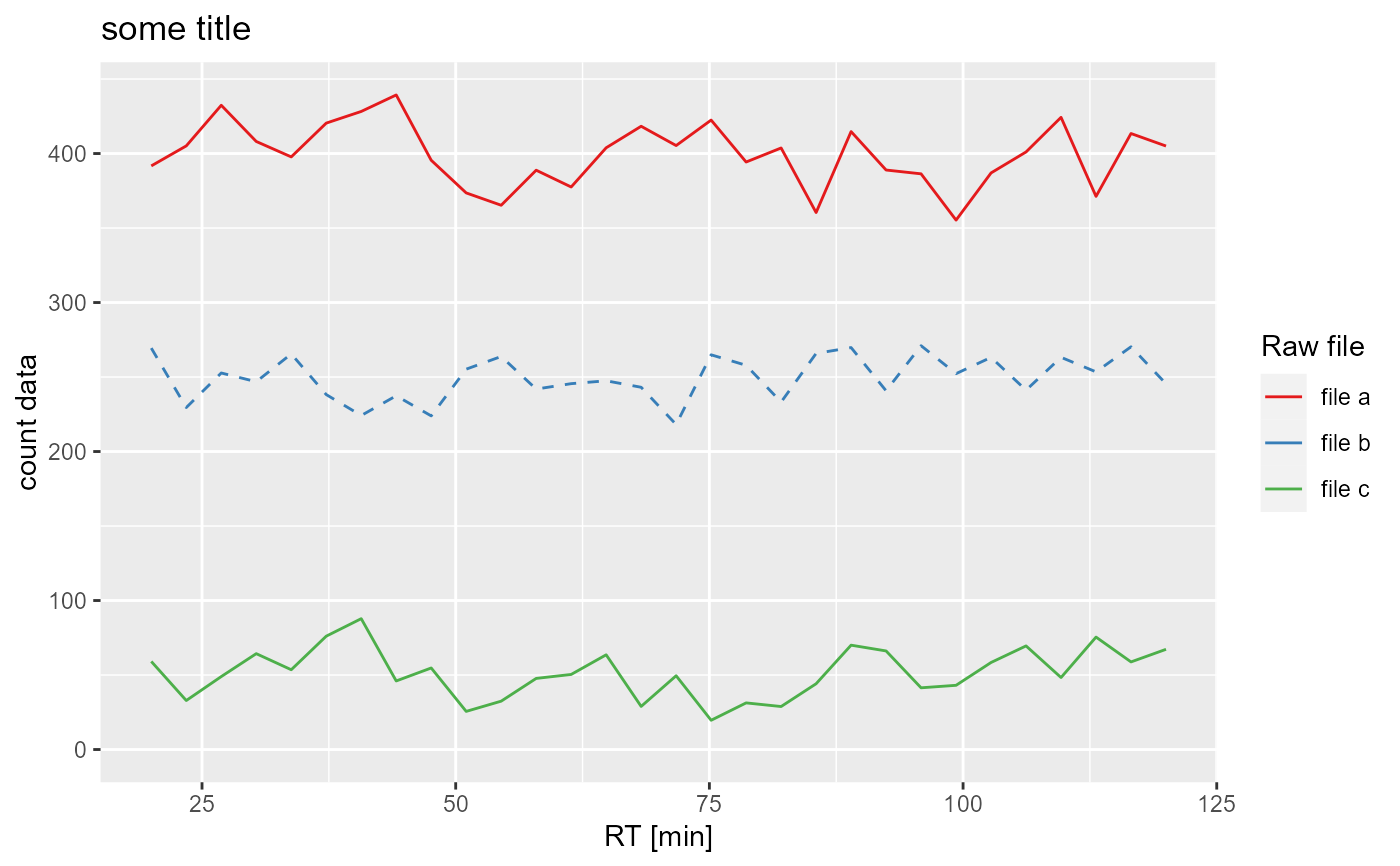 some title
count data
400
300
200
100
0
25 50 75 100 125
RT [min]
Raw file
file a
file b
file c